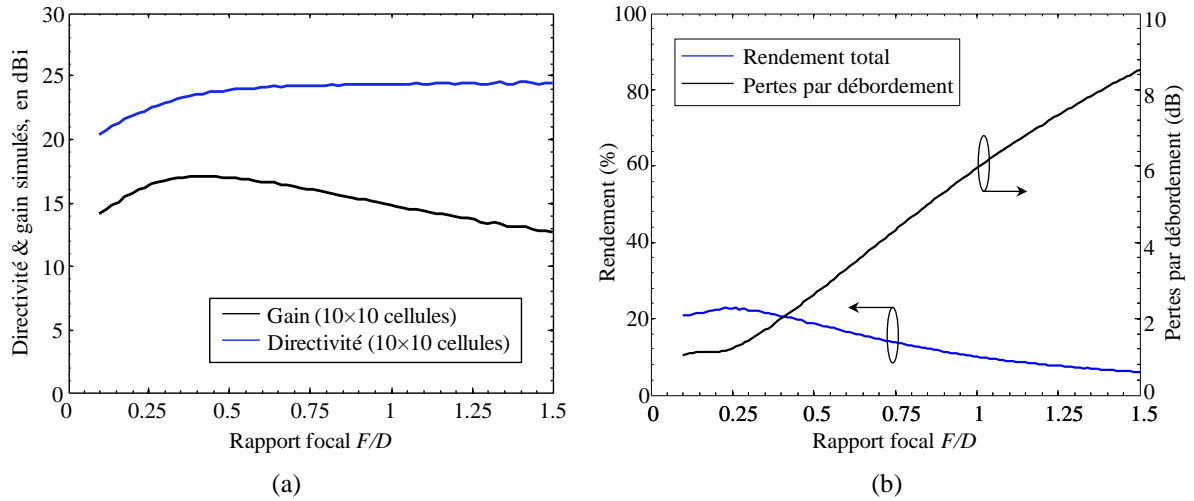 30
25
20
15
10
5
0
Directivité & gain simulés, en dBi
Gain (10×10 cellules)
Directivité (10×10 cellules)
0 0.25 0.5 0.75 1 1.25 1.5
Rapport focal F/D
(a)
100
80
60
40
20
0
Rendement (%)
Rendement total
Pertes par débordement
10
8
6
4
2
0
Pertes par débordement (dB)
0 0.25 0.5 0.75 1 1.25 1.5
Rapport focal F/D
(b)